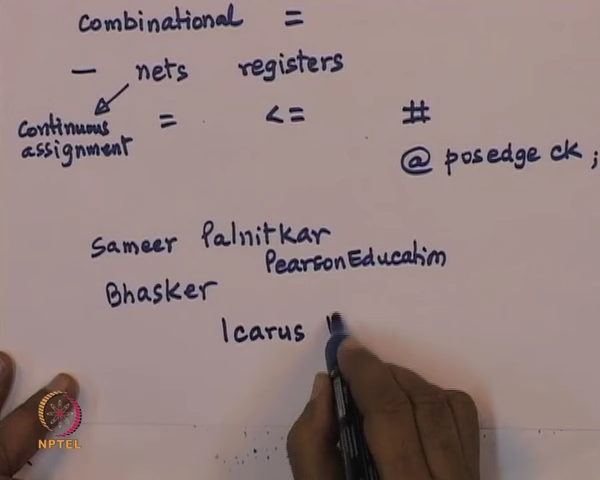 combinational =
– nets registers
continuous assignment = <= #
@ posedge ck;
Sameer Palnitkar
Pearson Education
Bhasker
Icarus
NPTEL